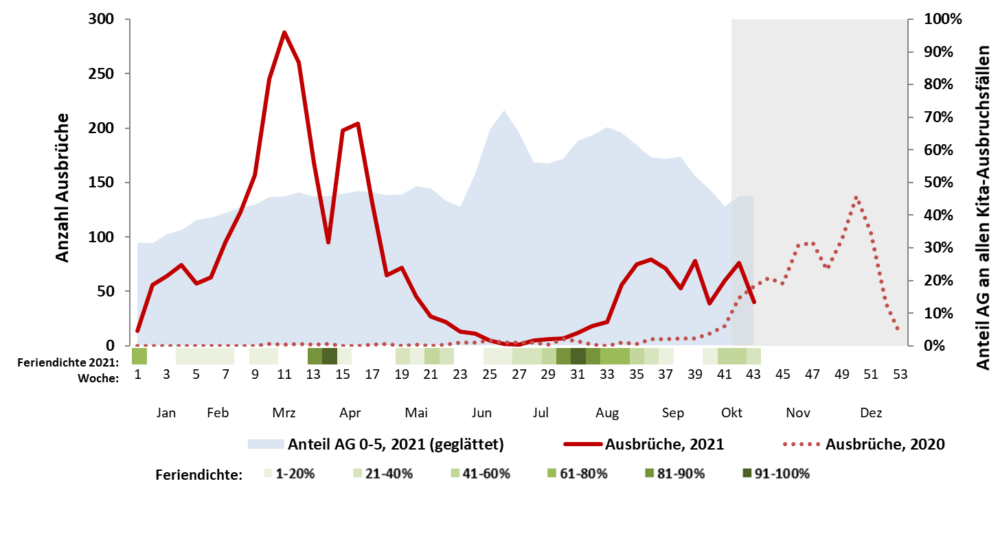 Anzahl Ausbrüche
300
250
200
150
100
50
0
100%
90%
80%
70%
60%
50%
40%
30%
20%
10%
0%
Anteil AG an allen Kita-Ausbruchsfällen
Feriendichte 2021:
Woche: 1 3 5 7 9 11 13 15 17 19 21 23 25 27 29 31 33 35 37 39 41 43 45 47 49 51 53
Jan Feb Mrz Apr Mai Jun Jul Aug Sep Okt Nov Dez
Anteil AG 0-5, 2021 (geglättet) Ausbrüche, 2021 Ausbrüche, 2020
Feriendichte: 1-20% 21-40% 41-60% 61-80% 81-90% 91-100%